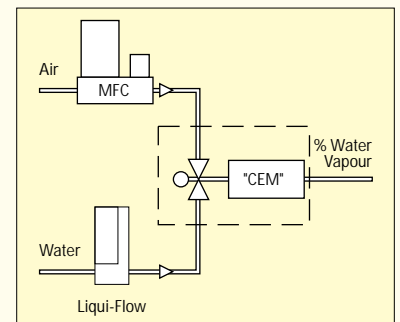 Air
MFC
% Water
Vapour
"CEM"
Water
Liqui-Flow